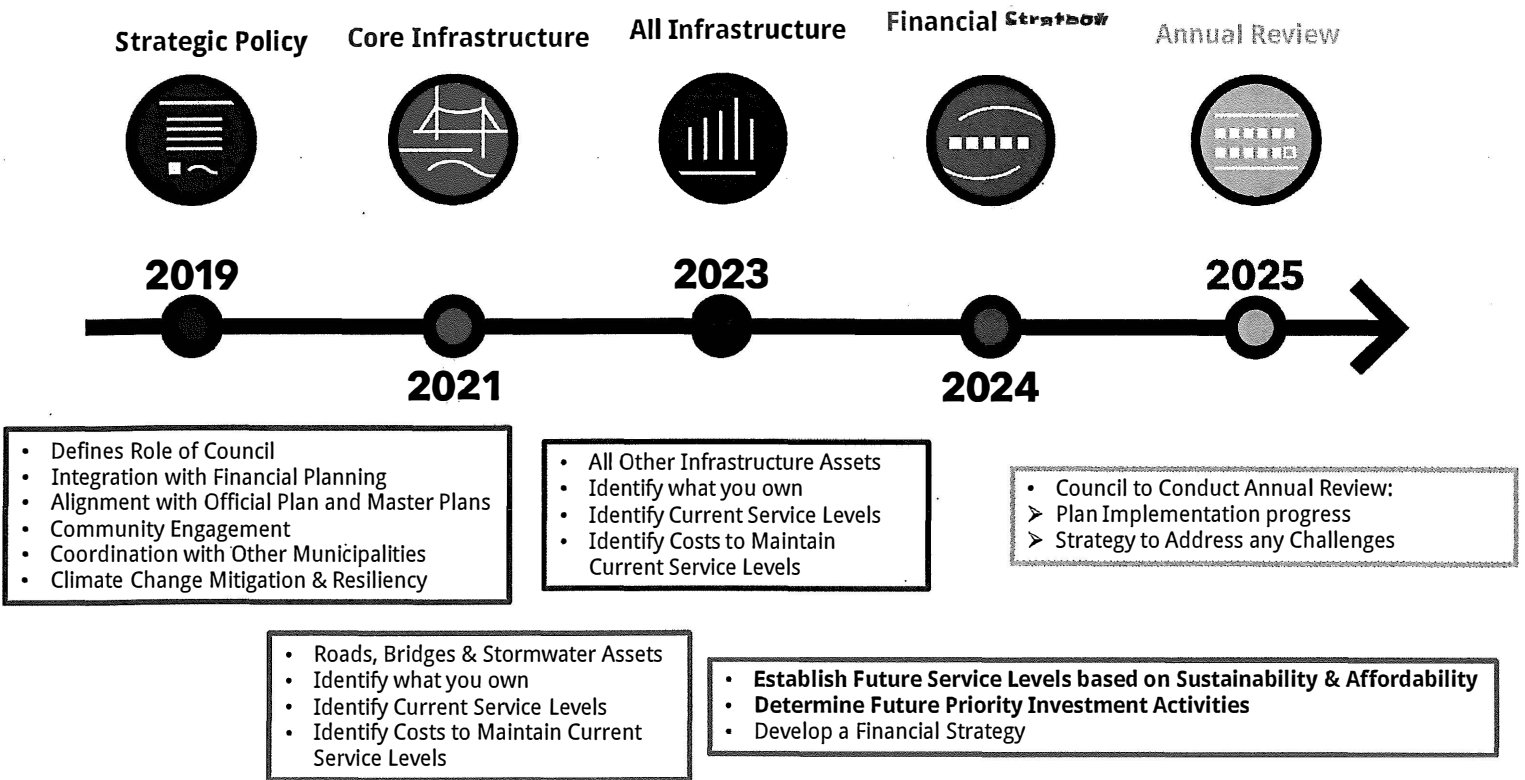 Strategic Policy
Core Infrastructure
All Infrastructure
Financial
Annual Review
2019
2023
2025
2021
2024
• Defines Role of Council
• Integration with Financial Planning
• Alignment with Official Plan and Master Plans
• Community Engagement
• Coordination with Other Municipalities
• Climate Change Mitigation & Resiliency
• All Other Infrastructure Assets
• Identify what you own
• Identify Current Service Levels
• Identify Costs to Maintain
Current Service Levels
• Council to Conduct Annual Review:
➢ Plan Implementation progress
➢ Strategy to Address any Challenges
• Roads, Bridges & Stormwater Assets
• Identify what you own
• Identify Current Service Levels
• Identify Costs to Maintain Current
Service Levels
• Establish Future Service Levels based on Sustainability & Affordability
• Determine Future Priority Investment Activities
• Develop a Financial Strategy